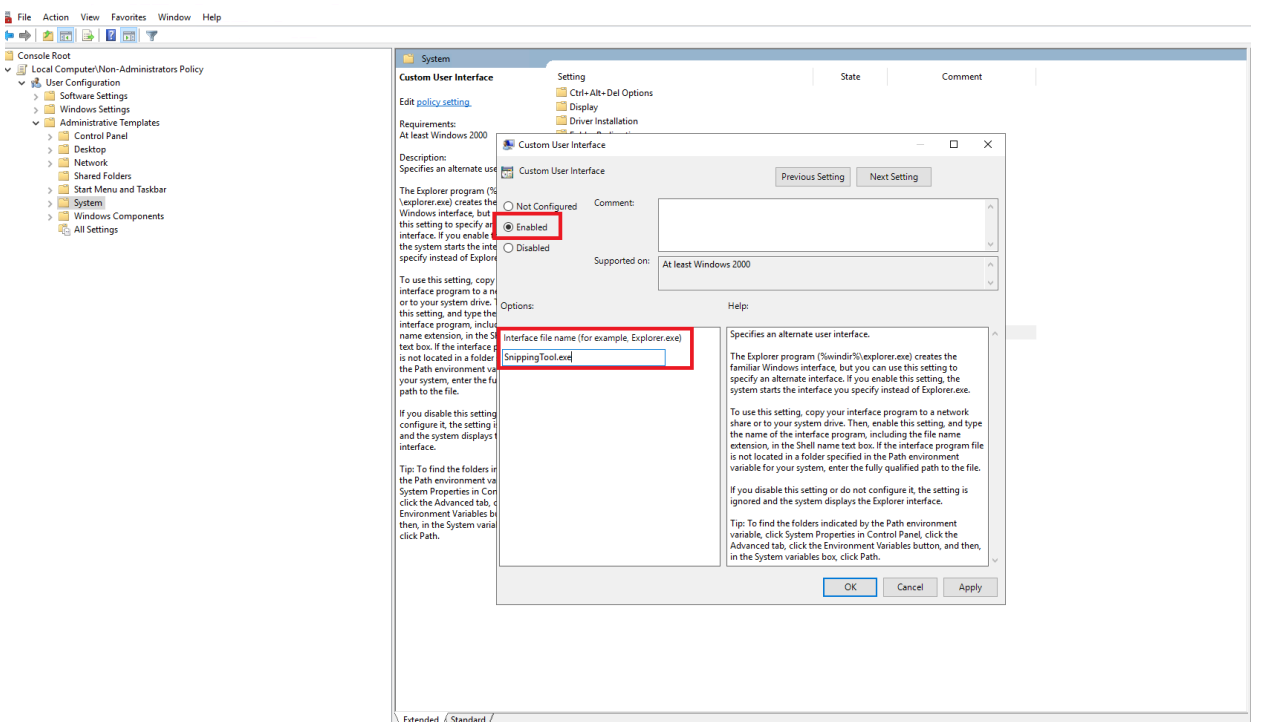 File Action View Favorites Window Help
Console Root
Local Computer\Non-Administrators Policy
User Configuration
Software Settings
Windows Settings
Administrative Templates
Control Panel
Desktop
Network
Shared Folders
Start Menu and Taskbar
System
Windows Components
All Settings
System
Custom User Interface
Edit policy setting
Requirements:
At least Windows 2000
Description:
Specifies an alternate use
The Explorer program (%
\explorer.exe) creates the
Windows interface, but
this setting to specify an
interface. If you enable
the system starts the inte
specify instead of Explore
To use this setting, copy
interface program to a ne
or to your system drive.
this setting, and type the
interface program, includ
name extension, in the Sh
text box. If the interface p
is not located in a folder
the Path environment va
your system, enter the fu
path to the file.
If you disable this setting
configure it, the setting i
and the system displays t
interface.
Tip: To find the folders in
the Path environment va
System Properties in Con
click the Advanced tab, c
Environment Variables b
then, in the System varia
click Path.
Setting State Comment
Ctrl+Alt+Del Options
Display
Driver Installation
Custom User Interface
Custom User Interface
Previous Setting Next Setting
Not Configured Comment:
Enabled
Disabled
Supported on: At least Windows 2000
Options: Help:
Interface file name (for example, Explorer.exe)
SnippingTool.exe
Specifies an alternate user interface.
The Explorer program (%windir%\explorer.exe) creates the
familiar Windows interface, but you can use this setting to
specify an alternate interface. If you enable this setting, the
system starts the interface you specify instead of Explorer.exe.
To use this setting, copy your interface program to a network
share or to your system drive. Then, enable this setting, and type
the name of the interface program, including the file name
extension, in the Shell name text box. If the interface program file
is not located in a folder specified in the Path environment
variable for your system, enter the fully qualified path to the file.
If you disable this setting or do not configure it, the setting is
ignored and the system displays the Explorer interface.
Tip: To find the folders indicated by the Path environment
variable, click System Properties in Control Panel, click the
Advanced tab, click the Environment Variables button, and then,
in the System variables box, click Path.
OK Cancel Apply
Extended Standard